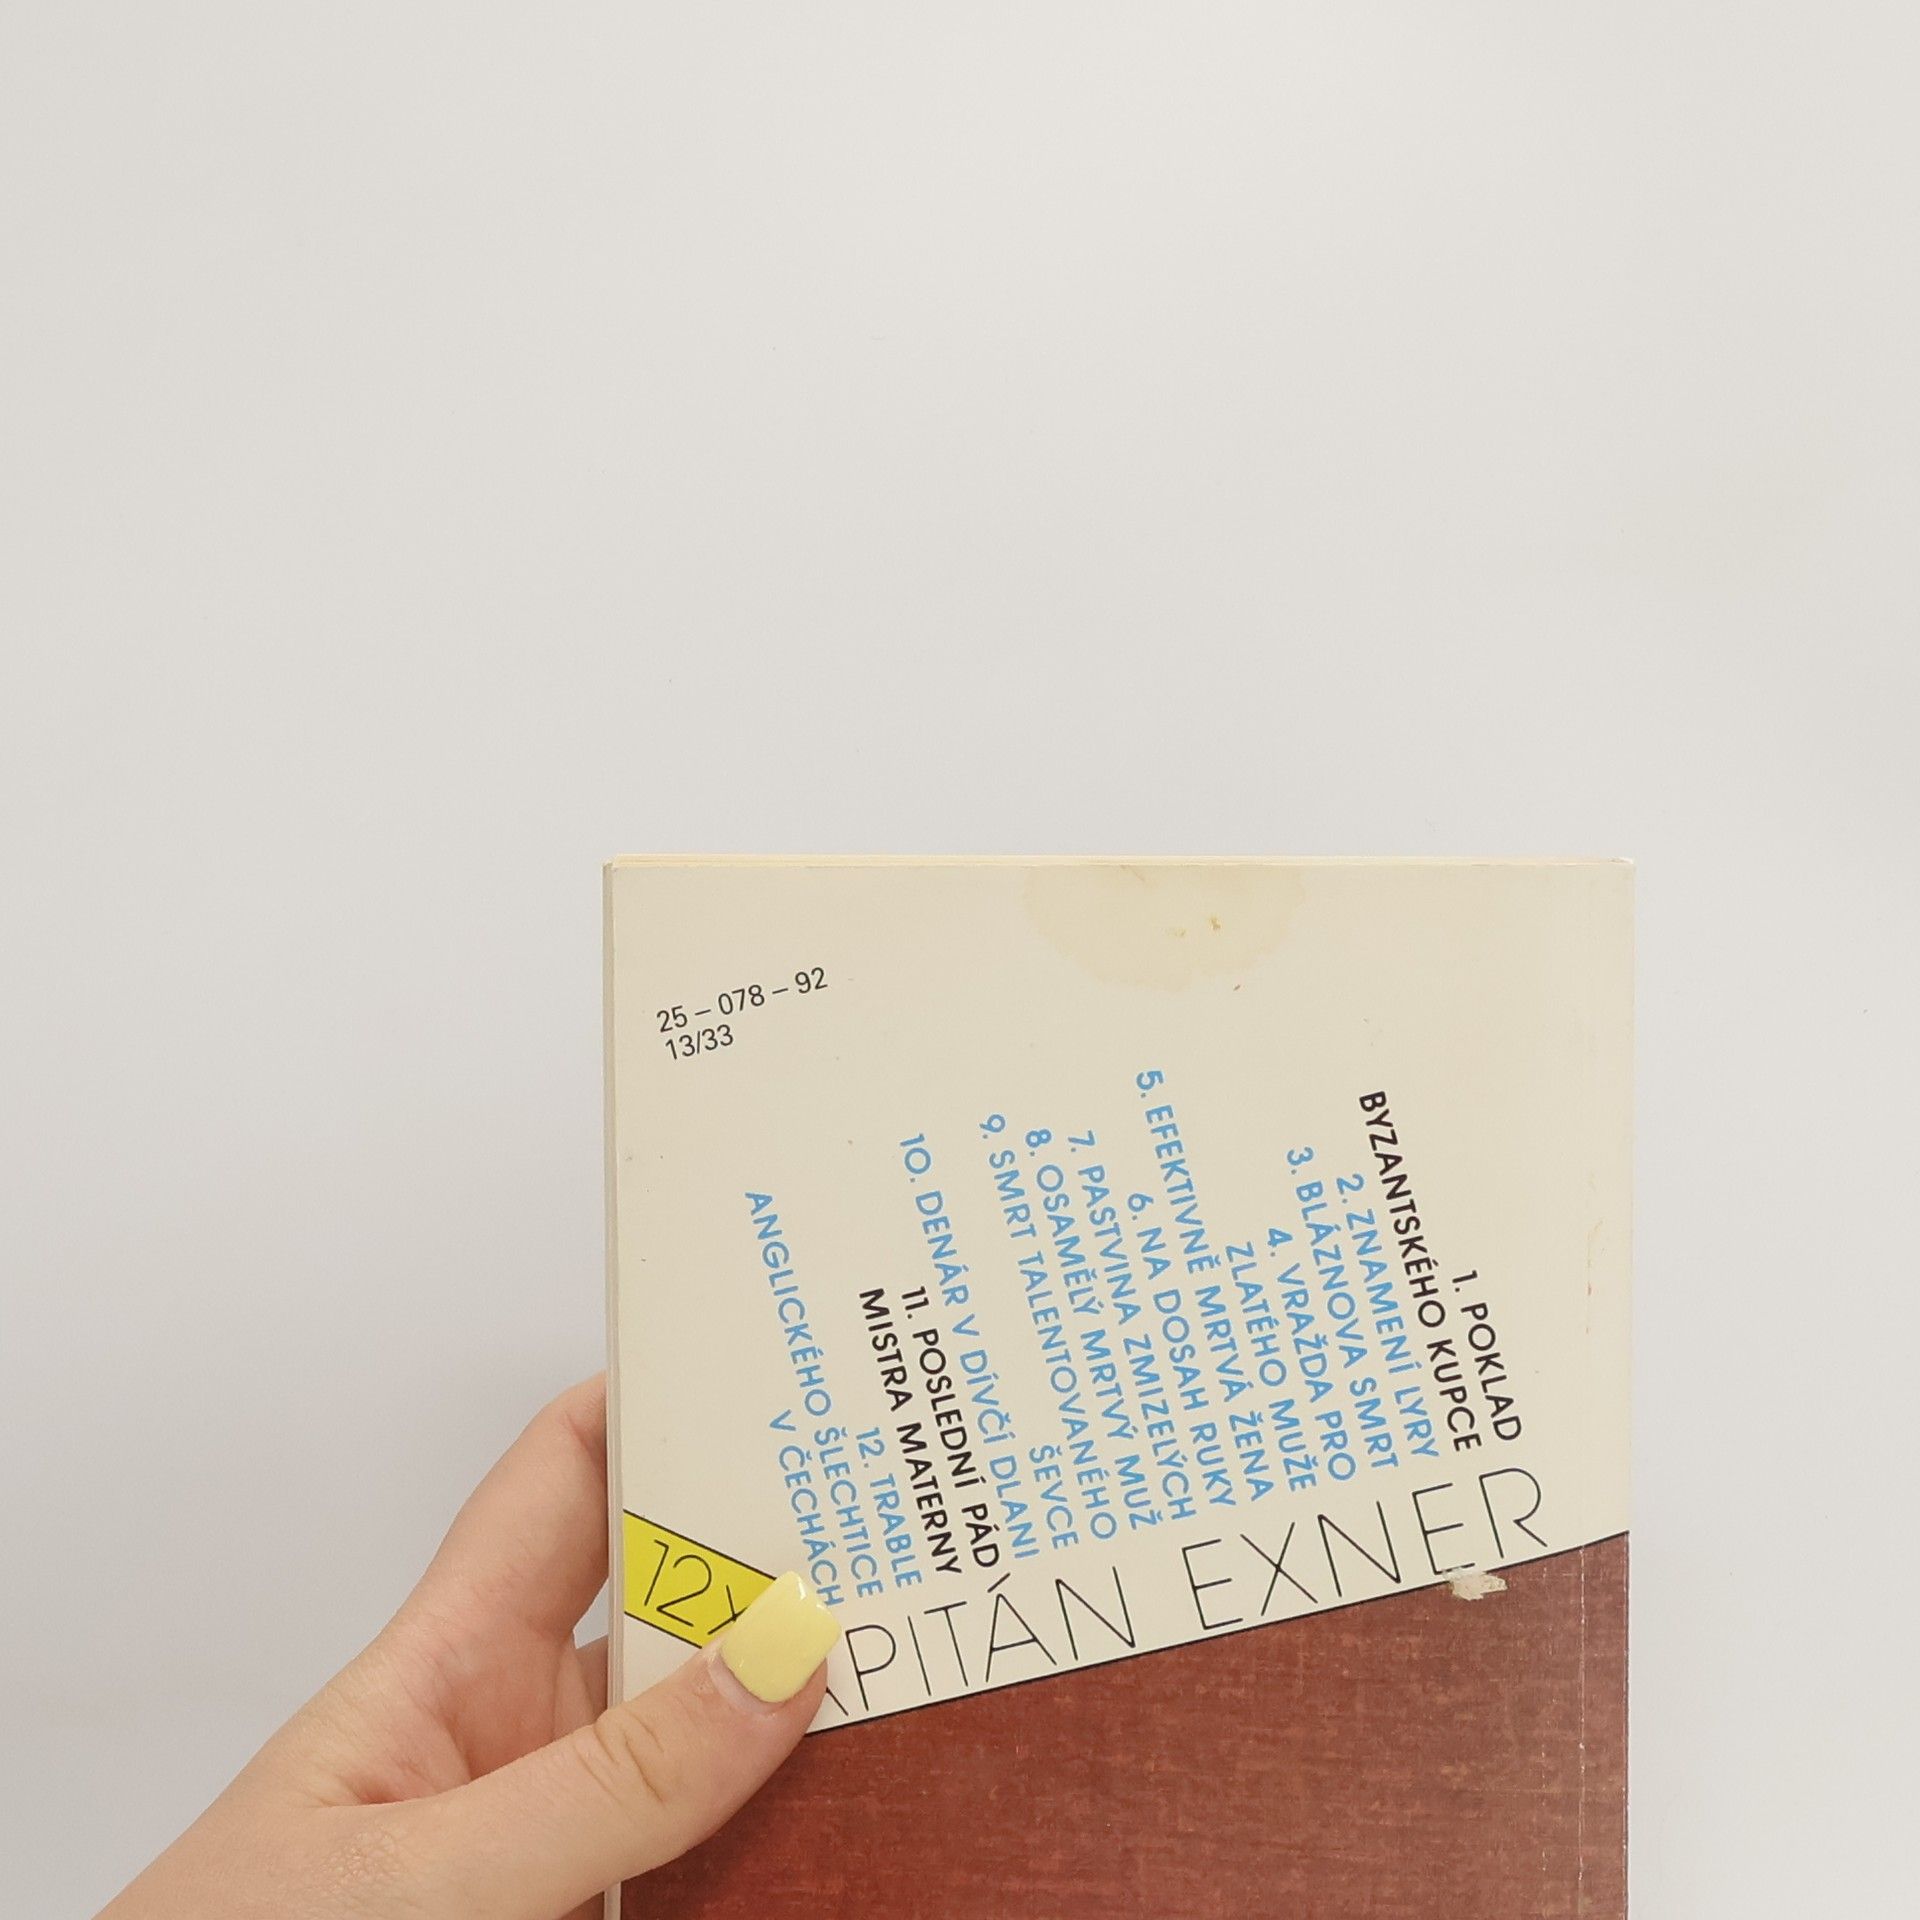 25 – 078 – 92
13/33
1. POKLAD
BYZANTSKÉHO KUPCE
2. ZNAMENÍ LYRY
3. BLÁZNOVA SMRT
4. VRAŽDA PRO
ZLATÉHO MUŽE
5. EFEKTIVNĚ MRTVÁ ŽENA
6. NA DOSAH RUKY
7. PASTVINA ZMIZELÝCH
8. OSAMĚLÝ MRTVÝ MUŽ
9. SMRT TALENTOVANÉHO
ŠEVCE
10. DENÁR V DÍVČÍ DLANI
11. POSLEDNÍ PÁD
MISTRA MATERNY
12. TRABLE
ANGLICKÉHO ŠLECHTICE
V ČECHÁCH
12x
APITÁN EXNER